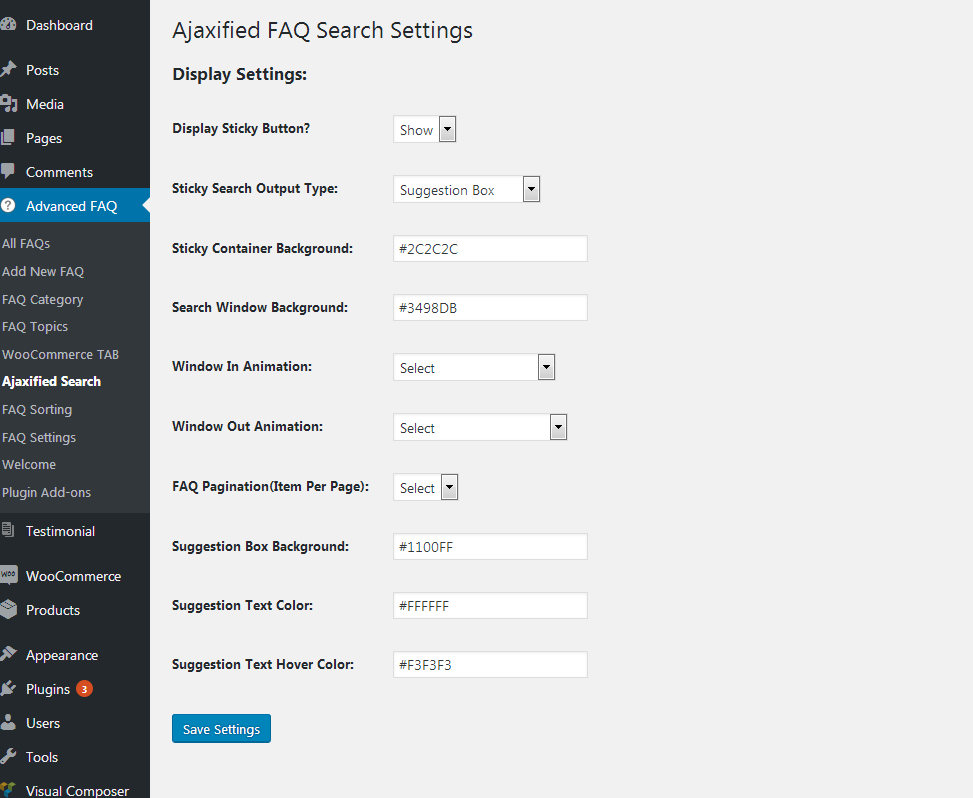 Dashboard
Posts
Media
Pages
Comments
Advanced FAQ
All FAQs
Add New FAQ
FAQ Category
FAQ Topics
WooCommerce TAB
Ajaxified Search
FAQ Sorting
FAQ Settings
Welcome
Plugin Add-ons
Testimonial
WOO WooCommerce
Products
Appearance
Plugins 3
Users
Tools
Visual Composer
Ajaxified FAQ Search Settings
Display Settings:
Display Sticky Button? Show
Sticky Search Output Type: Suggestion Box
Sticky Container Background: #2C2C2C
Search Window Background: #3498DB
Window In Animation: Select
Window Out Animation: Select
FAQ Pagination(Item Per Page): Select
Suggestion Box Background: #1100FF
Suggestion Text Color: #FFFFFF
Suggestion Text Hover Color: #F3F3F3
Save Settings